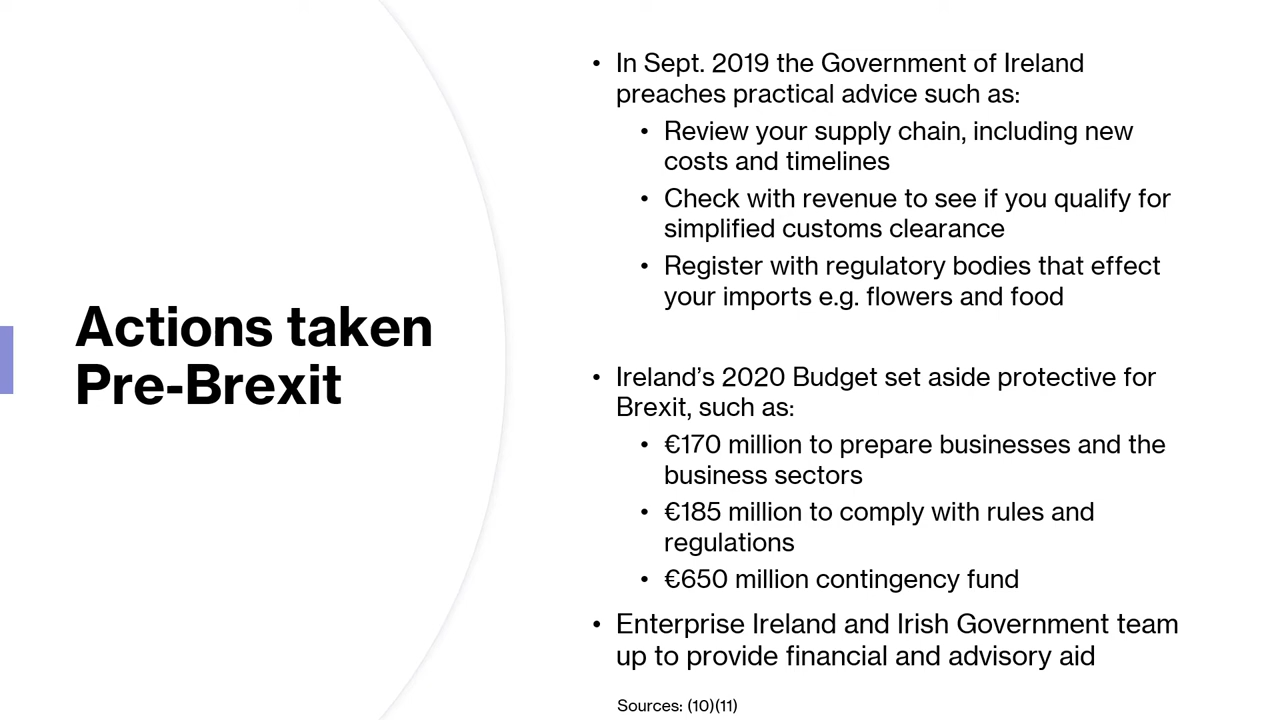 Actions taken
Pre-Brexit
• In Sept. 2019 the Government of Ireland
preaches practical advice such as:
• Review your supply chain, including new
costs and timelines
• Check with revenue to see if you qualify for
simplified customs clearance
• Register with regulatory bodies that effect
your imports e.g. flowers and food
• Ireland’s 2020 Budget set aside protective for
Brexit, such as:
• €170 million to prepare businesses and the
business sectors
• €185 million to comply with rules and
regulations
• €650 million contingency fund
• Enterprise Ireland and Irish Government team
up to provide financial and advisory aid
Sources: (10)(11)